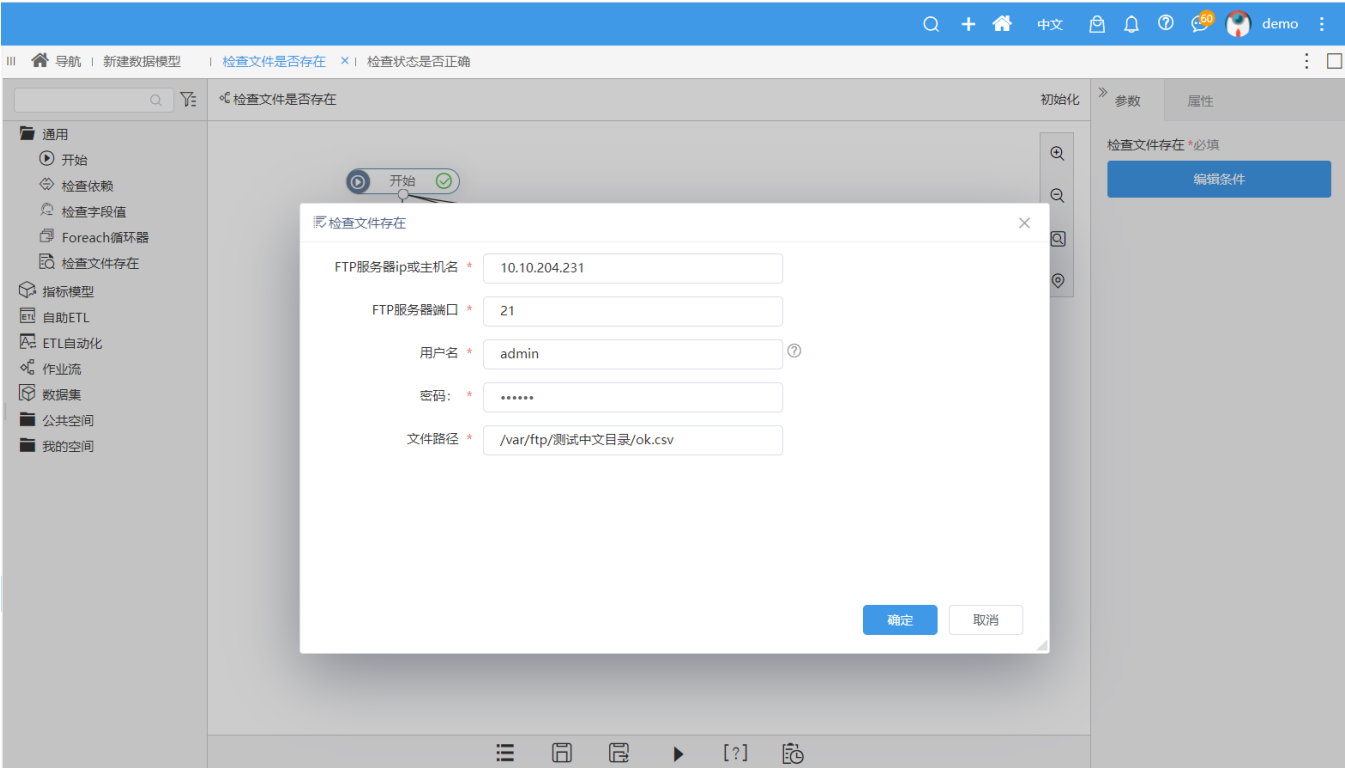 中文 60 demo
导航 新建数据模型 检查文件是否存在 × 检查状态是否正确
检查文件是否存在 初始化 参数 属性
通用
开始
检查依赖
检查字段值
Foreach循环器
检查文件存在
指标模型
ETL 自助ETL
ETL自动化
作业流
数据集
公共空间
我的空间
开始
检查文件存在 *必填
编辑条件
检查文件存在
FTP服务器ip或主机名 * 10.10.204.231
FTP服务器端口 * 21
用户名 * admin
密码： * ••••••
文件路径 * /var/ftp/测试中文目录/ok.csv
确定 取消
[?]